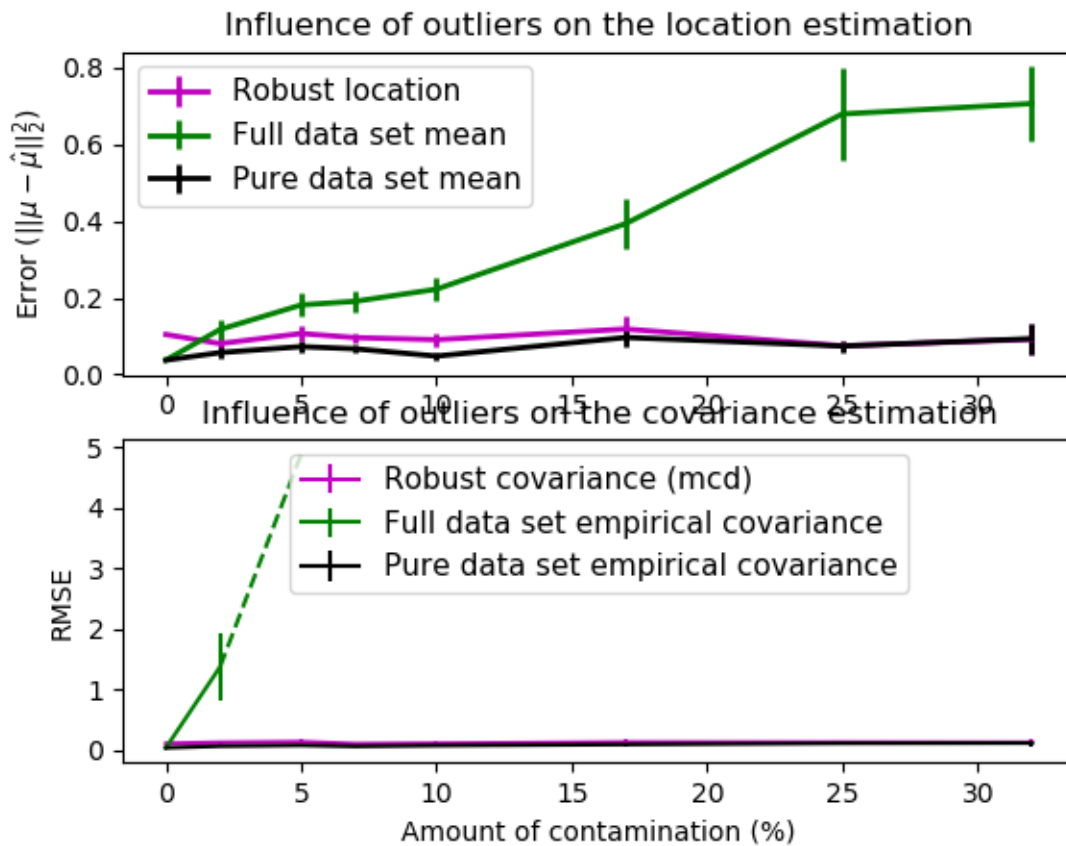 Influence of outliers on the location estimation
0.8
0.6
0.4
0.2
0.0
Error (||μ − μ̂||₂²)
Robust location
Full data set mean
Pure data set mean
0 5 10 15 20 25 30
Influence of outliers on the covariance estimation
5
4
3
2
1
0
RMSE
Robust covariance (mcd)
Full data set empirical covariance
Pure data set empirical covariance
0 5 10 15 20 25 30
Amount of contamination (%)